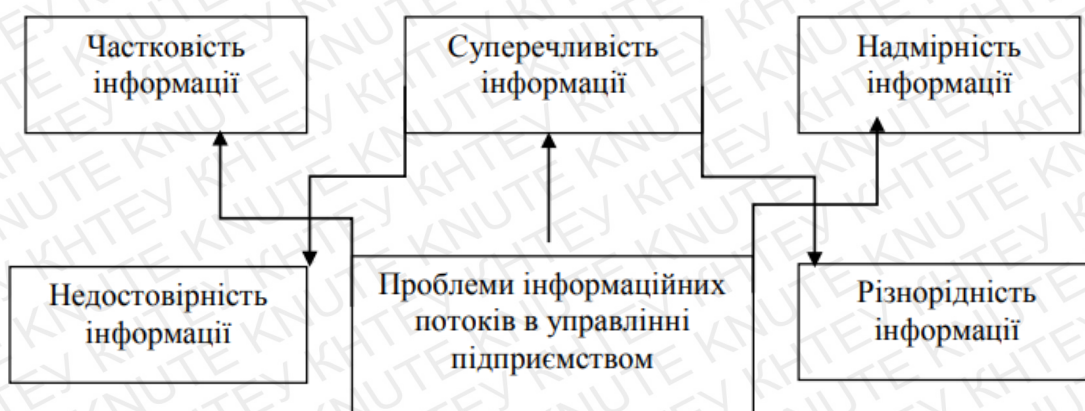 Частковість
інформації
Суперечливість
інформації
Надмірність
інформації
Недостовірність
інформації
Проблеми інформаційних
потоків в управлінні
підприємством
Різнорідність
інформації